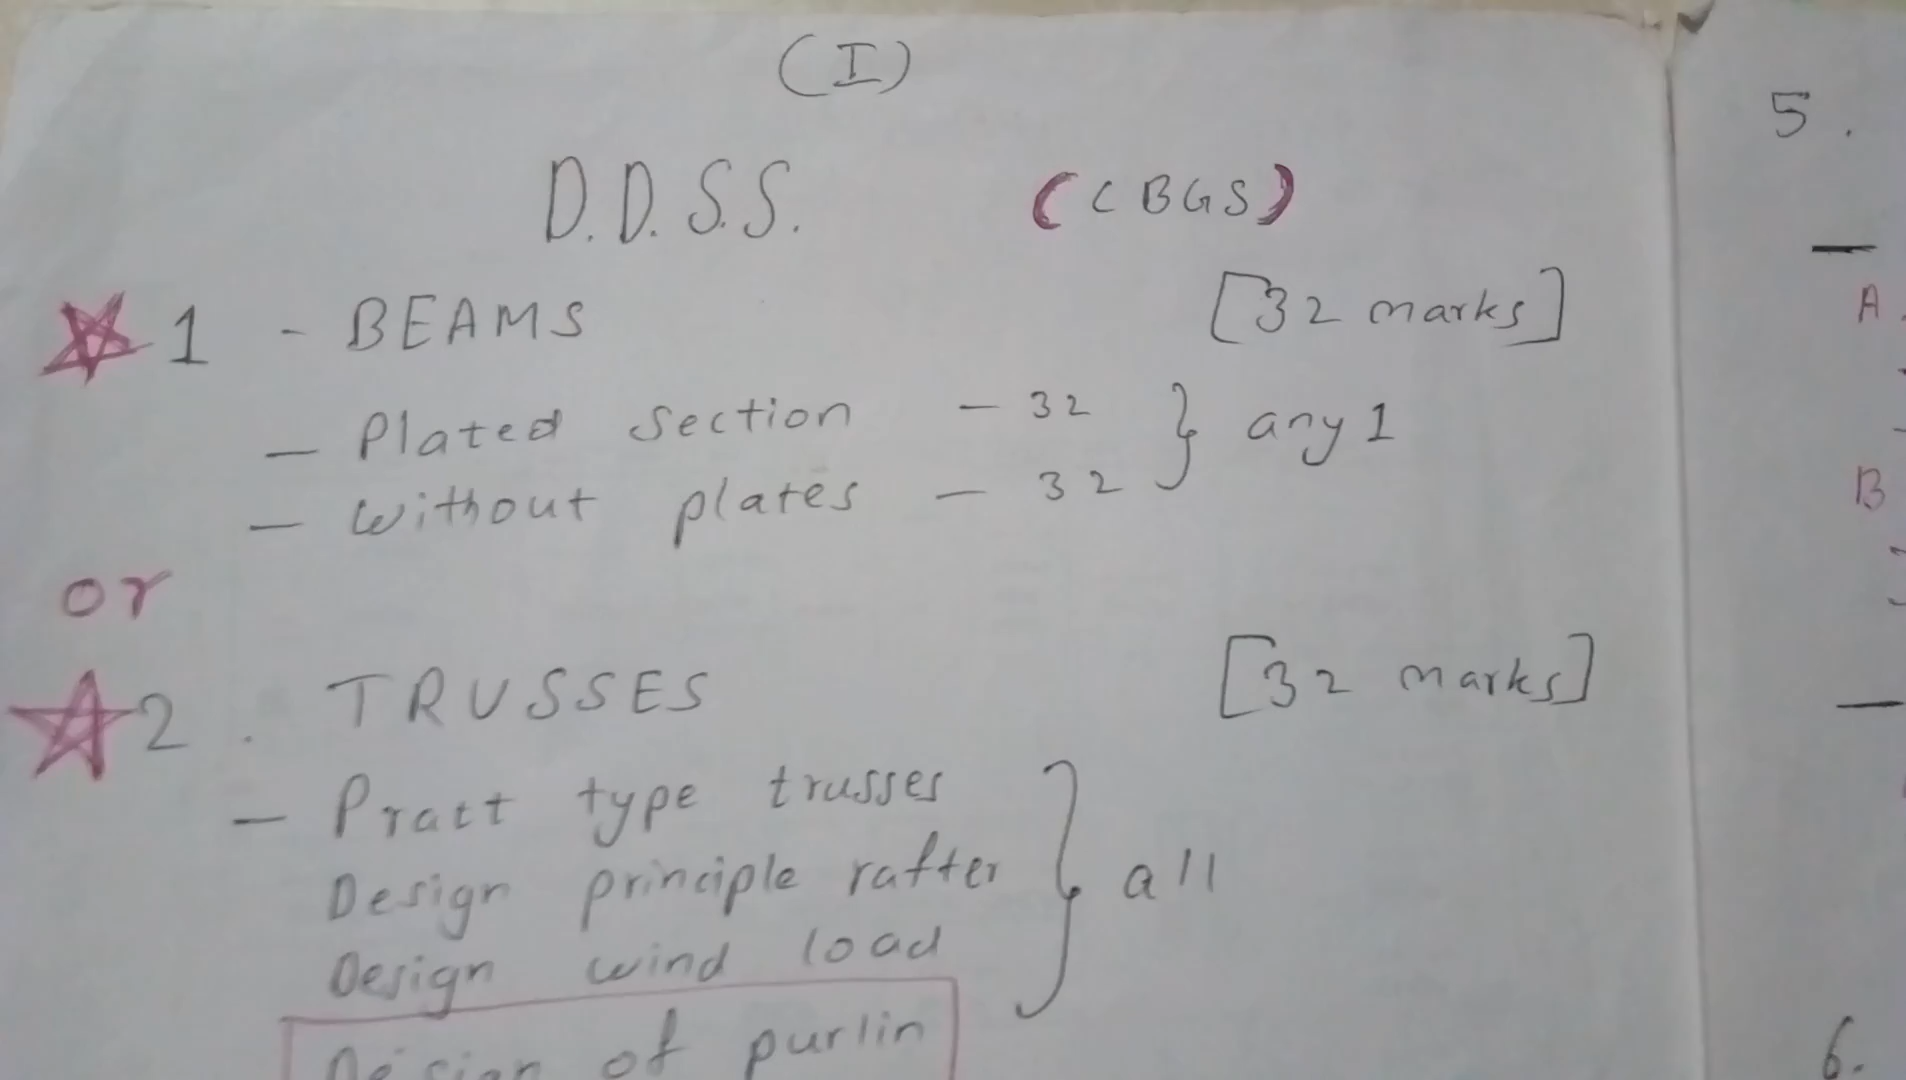 (I)
D.D.S.S. (CBGS)
1 - BEAMS [32 marks]
- Plated section - 32 } any 1
- without plates - 32
or
2. TRUSSES [32 marks]
- Pratt type trusses
Design principle rafter } all
Design wind load
Design of purlin
5.
A.
B
6.